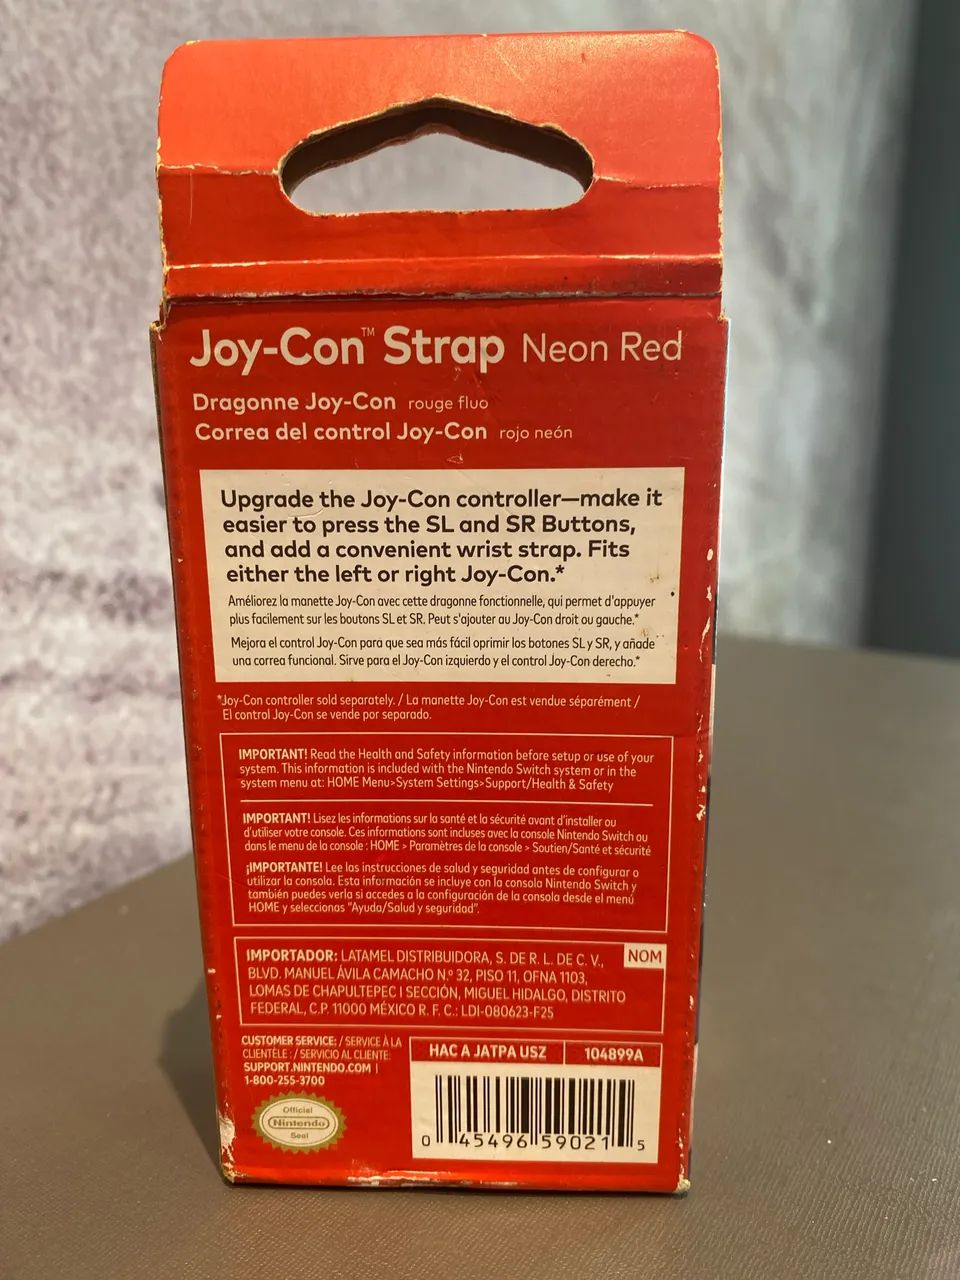 Joy-Con™ Strap Neon Red
Dragonne Joy-Con rouge fluo
Correa del control Joy-Con rojo neón
Upgrade the Joy-Con controller—make it
easier to press the SL and SR Buttons,
and add a convenient wrist strap. Fits
either the left or right Joy-Con.*
Améliorez la manette Joy-Con avec cette dragonne fonctionnelle, qui permet d'appuyer
plus facilement sur les boutons SL et SR. Peut s'ajouter au Joy-Con droit ou gauche.*
Mejora el control Joy-Con para que sea más fácil oprimir los botones SL y SR, y añade
una correa funcional. Sirve para el Joy-Con izquierdo y el control Joy-Con derecho.*
*Joy-Con controller sold separately. / La manette Joy-Con est vendue séparément /
El control Joy-Con se vende por separado.
IMPORTANT! Read the Health and Safety information before setup or use of your
system. This information is included with the Nintendo Switch system or in the
system menu at: HOME Menu>System Settings>Support/Health & Safety
IMPORTANT! Lisez les informations sur la santé et la sécurité avant d'installer ou
d'utiliser votre console. Ces informations sont incluses avec la console Nintendo Switch ou
dans le menu de la console : HOME > Paramètres de la console > Soutien/Santé et sécurité
¡IMPORTANTE! Lee las instrucciones de salud y seguridad antes de configurar o
utilizar la consola. Esta información se incluye con la consola Nintendo Switch y
también puedes verla si accedes a la configuración de la consola desde el menú
HOME y seleccionas "Ayuda/Salud y seguridad".
IMPORTADOR: LATAMEL DISTRIBUIDORA, S. DE R. L. DE C. V., NOM
BLVD. MANUEL ÁVILA CAMACHO N.º 32, PISO 11, OFNA 1103,
LOMAS DE CHAPULTEPEC I SECCIÓN, MIGUEL HIDALGO, DISTRITO
FEDERAL, C.P. 11000 MÉXICO R. F. C.: LDI-080623-F25
CUSTOMER SERVICE: / SERVICE À LA
CLIENTÈLE : / SERVICIO AL CLIENTE:
SUPPORT.NINTENDO.COM |
1-800-255-3700
Official
Nintendo
Seal
HAC A JATPA USZ 104899A
0 45496 59021 5